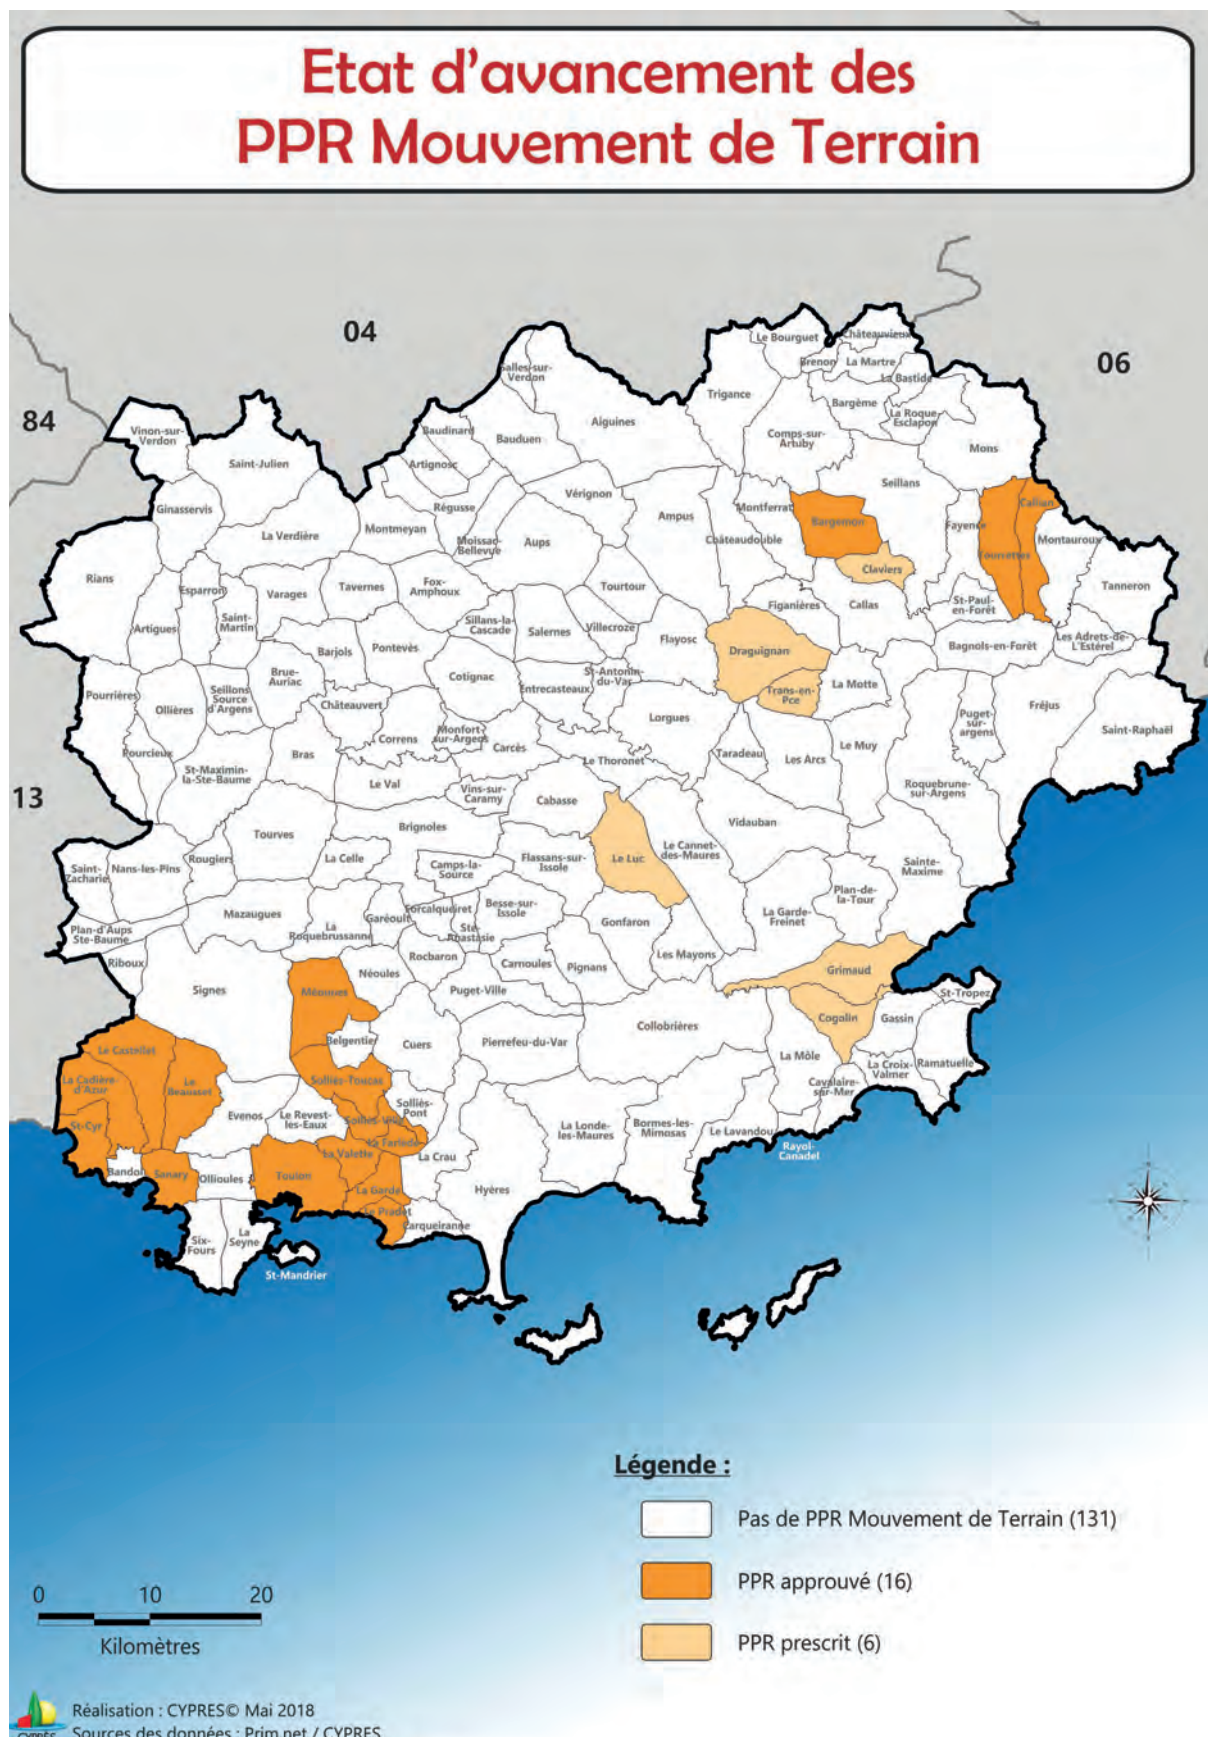 Etat d'avancement des
PPR Mouvement de Terrain
04
06
84
13
Le Bourguet
Châteauvieux
Brenon
La Martre
La Bastide
Salles-sur-
Verdon
Trigance
Bargème
La Roque-
Esclapon
Aiguines
Baudinard
Bauduen
Vinon-sur-
Verdon
Comps-sur-
Artuby
Mons
Saint-Julien
Artignosc
Seillans
Vérignon
Ginasservis
Régusse
Montferrat
Callian
Ampus
Bargemon
Fayence
Montmeyan
La Verdière
Moissac-
Bellevue
Aups
Châteaudouble
Montauroux
Tourrettes
Claviers
Rians
Esparron
Varages
Tavernes
Fox-
Amphoux
Tourtour
Tanneron
St-Paul-
en-Forêt
Figanières
Callas
Artigues
Saint-
Martin
Sillans-la-
Cascade
Salernes
Villecroze
Flayosc
Les Adrets-de-
L'Estérel
Bagnols-en-Forêt
Barjols
Pontevès
Draguignan
Brue-
Auriac
Cotignac
Entrecasteaux
St-Antonin-
du-Var
Trans-en-
Pce
La Motte
Pourrières
Ollières
Seillons
Source
d'Argens
Châteauvert
Lorgues
Puget-
sur-
argens
Fréjus
Saint-Raphaël
Correns
Monfort-
sur-Argens
Carcès
Pourcieux
Bras
Le Thoronet
Taradeau
Les Arcs
Le Muy
St-Maximin-
la-Ste-Baume
Le Val
Vins-sur-
Caramy
Cabasse
Roquebrune-
sur-Argens
Vidauban
Brignoles
Tourves
Le Luc
Le Cannet-
des-Maures
Saint-
Zacharie
Nans-les-Pins
Rougiers
La Celle
Camps-la-
Source
Flassans-sur-
Issole
Sainte-
Maxime
Plan-de-
la-Tour
Mazaugues
Garéoult
Forcalqueiret
Besse-sur-
Issole
La Garde-
Freinet
La
Roquebrussanne
Ste-
Anastasie
Gonfaron
Plan-d'Aups
Ste-Baume
Riboux
Rocbaron
Carnoules
Pignans
Les Mayons
Néoules
Grimaud
Signes
Méounes
Puget-Ville
St-Tropez
Cogolin
Gassin
Belgentier
Cuers
Pierrefeu-du-Var
Collobrières
Le Castellet
La Môle
La Croix-
Valmer
Ramatuelle
La Cadière-
d'Azur
Le
Beausset
Solliès-Toucas
Cavalaire-
sur-Mer
St-Cyr
Evenos
Le Revest-
les-Eaux
Solliès-
Pont
Solliès-Ville
La Londe-
les-Maures
Bormes-les-
Mimosas
Le Lavandou
La Farlède
Rayol-
Canadel
La Valette
La Crau
Bandol
Sanary
Ollioules
Toulon
La Garde
Hyères
Le Pradet
Carqueiranne
Six-
Fours
La
Seyne
St-Mandrier
Légende :
Pas de PPR Mouvement de Terrain (131)
PPR approuvé (16)
PPR prescrit (6)
0 10 20
Kilomètres
Réalisation : CYPRES© Mai 2018
Sources des données : Prim.net / CYPRES
CYPRÈS